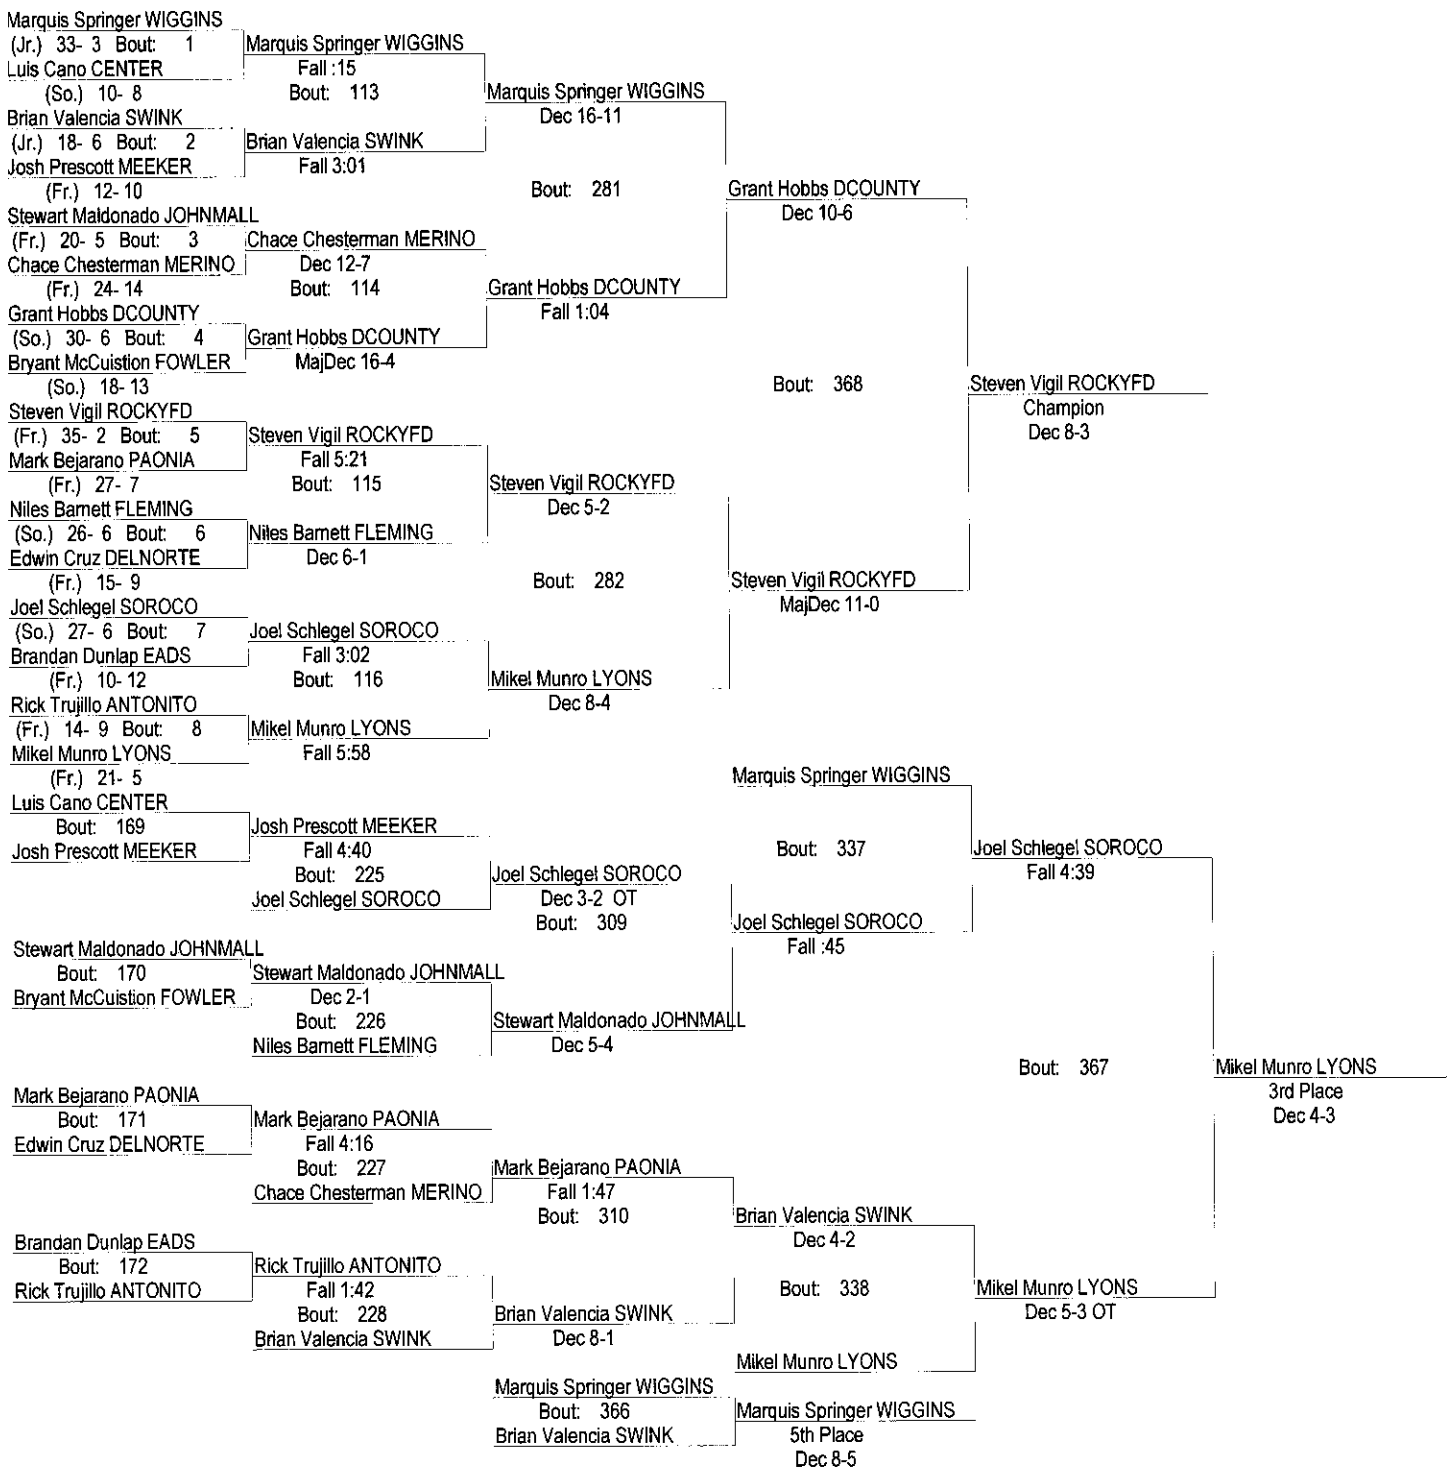 Marquis Springer WIGGINS
(Jr.) 33- 3 Bout: 1
Luis Cano CENTER
(So.) 10- 8
Brian Valencia SWINK
(Jr.) 18- 6 Bout: 2
Josh Prescott MEEKER
(Fr.) 12- 10
Stewart Maldonado JOHNMALL
(Fr.) 20- 5 Bout: 3
Chace Chesterman MERINO
(Fr.) 24- 14
Grant Hobbs DCOUNTY
(So.) 30- 6 Bout: 4
Bryant McCuistion FOWLER
(So.) 18- 13
Steven Vigil ROCKYFD
(Fr.) 35- 2 Bout: 5
Mark Bejarano PAONIA
(Fr.) 27- 7
Niles Barnett FLEMING
(So.) 26- 6 Bout: 6
Edwin Cruz DELNORTE
(Fr.) 15- 9
Joel Schlegel SOROCO
(So.) 27- 6 Bout: 7
Brandan Dunlap EADS
(Fr.) 10- 12
Rick Trujillo ANTONITO
(Fr.) 14- 9 Bout: 8
Mikel Munro LYONS
(Fr.) 21- 5
Marquis Springer WIGGINS
Fall :15
Bout: 113
Brian Valencia SWINK
Fall 3:01
Chace Chesterman MERINO
Dec 12-7
Bout: 114
Grant Hobbs DCOUNTY
MajDec 16-4
Steven Vigil ROCKYFD
Fall 5:21
Bout: 115
Niles Barnett FLEMING
Dec 6-1
Joel Schlegel SOROCO
Fall 3:02
Bout: 116
Mikel Munro LYONS
Fall 5:58
Marquis Springer WIGGINS
Dec 16-11
Bout: 281
Grant Hobbs DCOUNTY
Fall 1:04
Steven Vigil ROCKYFD
Dec 5-2
Bout: 282
Mikel Munro LYONS
Dec 8-4
Grant Hobbs DCOUNTY
Dec 10-6
Bout: 368
Steven Vigil ROCKYFD
MajDec 11-0
Steven Vigil ROCKYFD
Champion
Dec 8-3
Luis Cano CENTER
Bout: 169
Josh Prescott MEEKER
Stewart Maldonado JOHNMALL
Bout: 170
Bryant McCuistion FOWLER
Mark Bejarano PAONIA
Bout: 171
Edwin Cruz DELNORTE
Brandan Dunlap EADS
Bout: 172
Rick Trujillo ANTONITO
Josh Prescott MEEKER
Fall 4:40
Bout: 225
Joel Schlegel SOROCO
Stewart Maldonado JOHNMALL
Dec 2-1
Bout: 226
Niles Barnett FLEMING
Mark Bejarano PAONIA
Fall 4:16
Bout: 227
Chace Chesterman MERINO
Rick Trujillo ANTONITO
Fall 1:42
Bout: 228
Brian Valencia SWINK
Joel Schlegel SOROCO
Dec 3-2 OT
Bout: 309
Stewart Maldonado JOHNMALL
Dec 5-4
Mark Bejarano PAONIA
Fall 1:47
Bout: 310
Brian Valencia SWINK
Dec 8-1
Marquis Springer WIGGINS
Bout: 337
Joel Schlegel SOROCO
Fall :45
Brian Valencia SWINK
Dec 4-2
Bout: 338
Mikel Munro LYONS
Joel Schlegel SOROCO
Fall 4:39
Bout: 367
Mikel Munro LYONS
Dec 5-3 OT
Mikel Munro LYONS
3rd Place
Dec 4-3
Marquis Springer WIGGINS
Bout: 366
Brian Valencia SWINK
Marquis Springer WIGGINS
5th Place
Dec 8-5